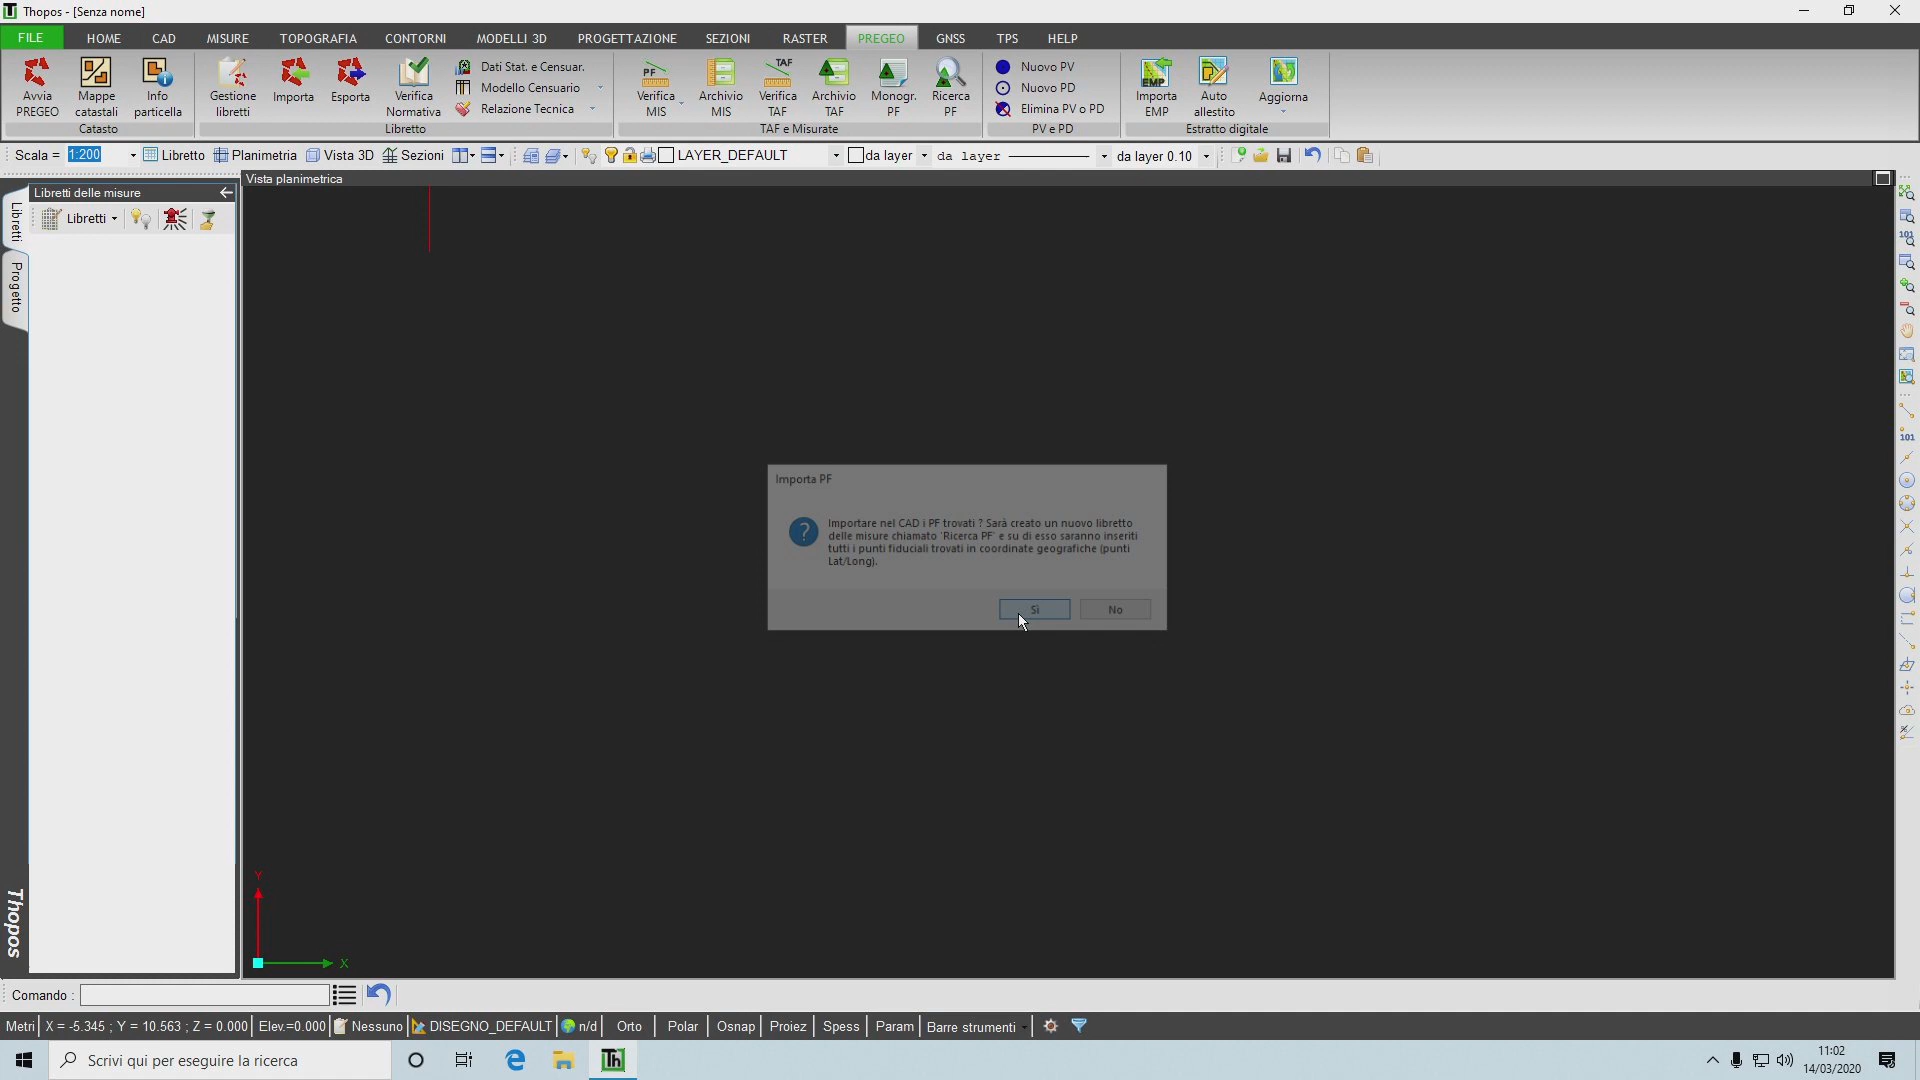 Thopos - [Senza nome]
FILE HOME CAD MISURE TOPOGRAFIA CONTORNI MODELLI 3D PROGETTAZIONE SEZIONI RASTER PREGEO GNSS TPS HELP
Avvia PREGEO
Mappe catastali
Info particella
Catasto
Gestione libretti
Importa
Esporta
Verifica Normativa
Dati Stat. e Censuar.
Modello Censuario
Relazione Tecnica
Libretto
PF
Verifica MIS
Archivio MIS
TAF
Verifica TAF
Archivio TAF
Monogr. PF
Ricerca PF
TAF e Misurate
Nuovo PV
Nuovo PD
Elimina PV o PD
PV e PD
EMP
Importa EMP
Auto allestito
Aggiorna
Estratto digitale
Scala = 1:200 Libretto Planimetria Vista 3D Sezioni LAYER_DEFAULT da layer da layer da layer 0.10
Libretti delle misure
Vista planimetrica
Libretti
Libretti
Progetto
101
101
Importa PF
?
Importare nel CAD i PF trovati ? Sarà creato un nuovo libretto
delle misure chiamato 'Ricerca PF' e su di esso saranno inseriti
tutti i punti fiduciali trovati in coordinate geografiche (punti
Lat/Long).
Sì No
Y
X
Thopos
Comando :
Metri X = -5.345 ; Y = 10.563 ; Z = 0.000 Elev.=0.000 Nessuno DISEGNO_DEFAULT n/d Orto Polar Osnap Proiez Spess Param Barre strumenti
Scrivi qui per eseguire la ricerca
Th
11:02
14/03/2020